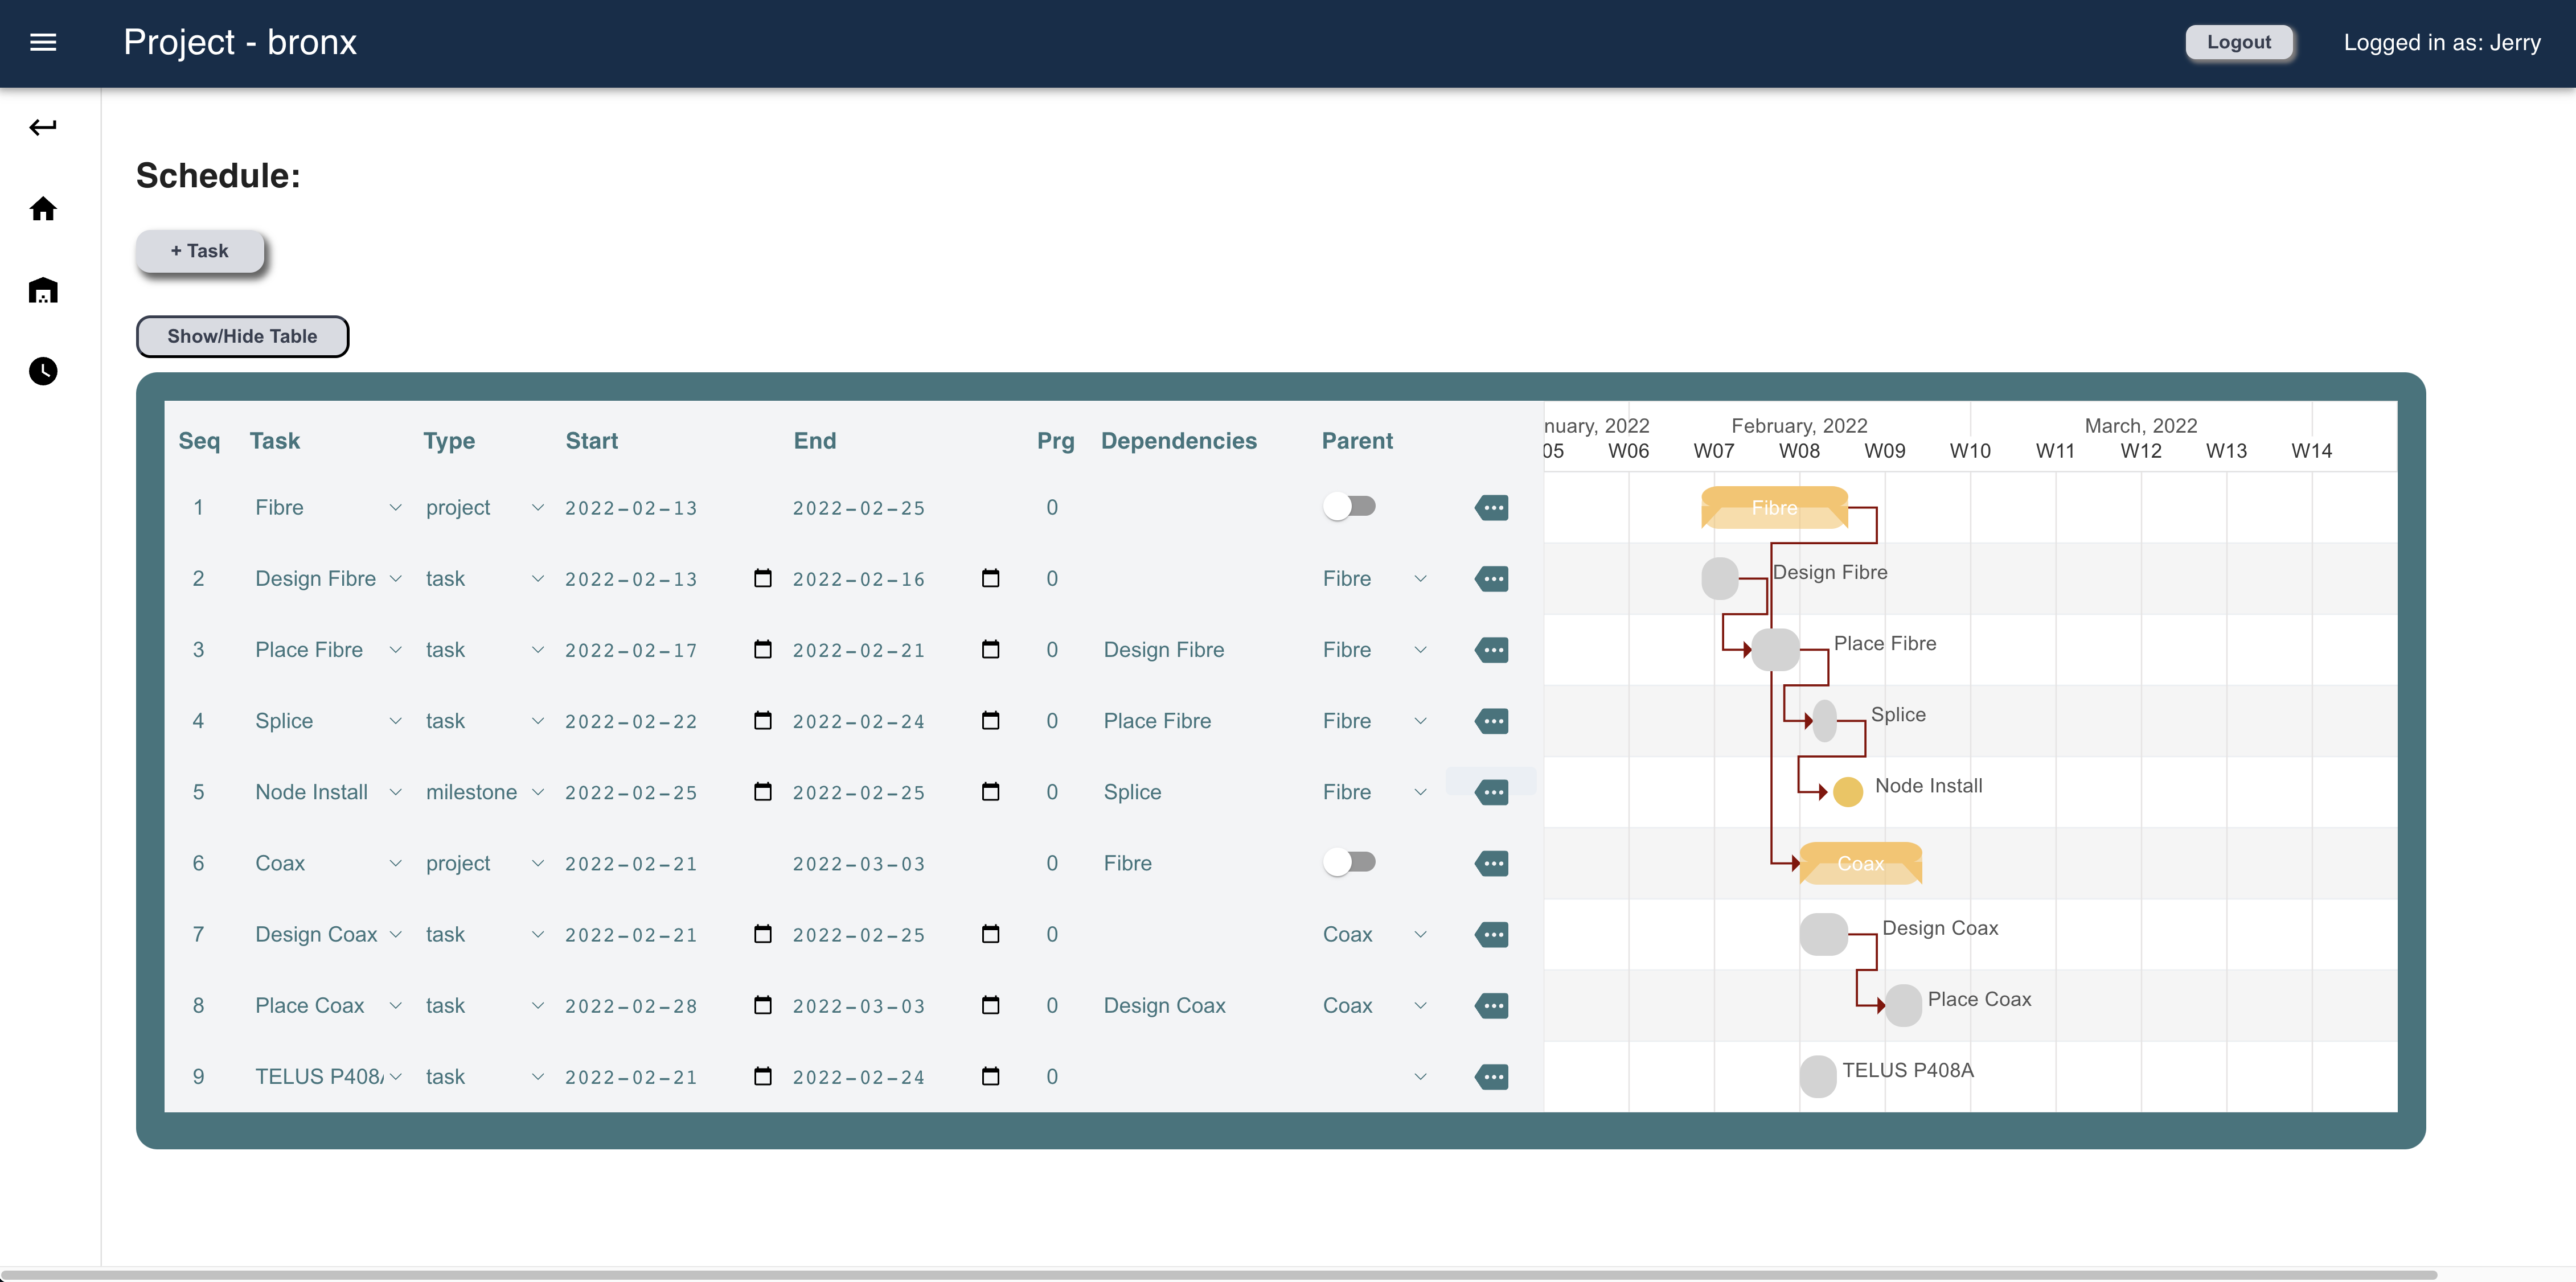 Project - bronx
Logout
Logged in as: Jerry
Schedule:
+ Task
Show/Hide Table
Seq Task Type Start End Prg Dependencies Parent
nuary, 2022 February, 2022 March, 2022
05 W06 W07 W08 W09 W10 W11 W12 W13 W14
1 Fibre project 2022-02-13 2022-02-25 0 Fibre
2 Design Fibre task 2022-02-13 2022-02-16 0 Fibre Design Fibre
3 Place Fibre task 2022-02-17 2022-02-21 0 Design Fibre Fibre Place Fibre
4 Splice task 2022-02-22 2022-02-24 0 Place Fibre Fibre Splice
5 Node Install milestone 2022-02-25 2022-02-25 0 Splice Fibre Node Install
6 Coax project 2022-02-21 2022-03-03 0 Fibre Coax
7 Design Coax task 2022-02-21 2022-02-25 0 Coax Design Coax
8 Place Coax task 2022-02-28 2022-03-03 0 Design Coax Coax Place Coax
9 TELUS P408A task 2022-02-21 2022-02-24 0 TELUS P408A